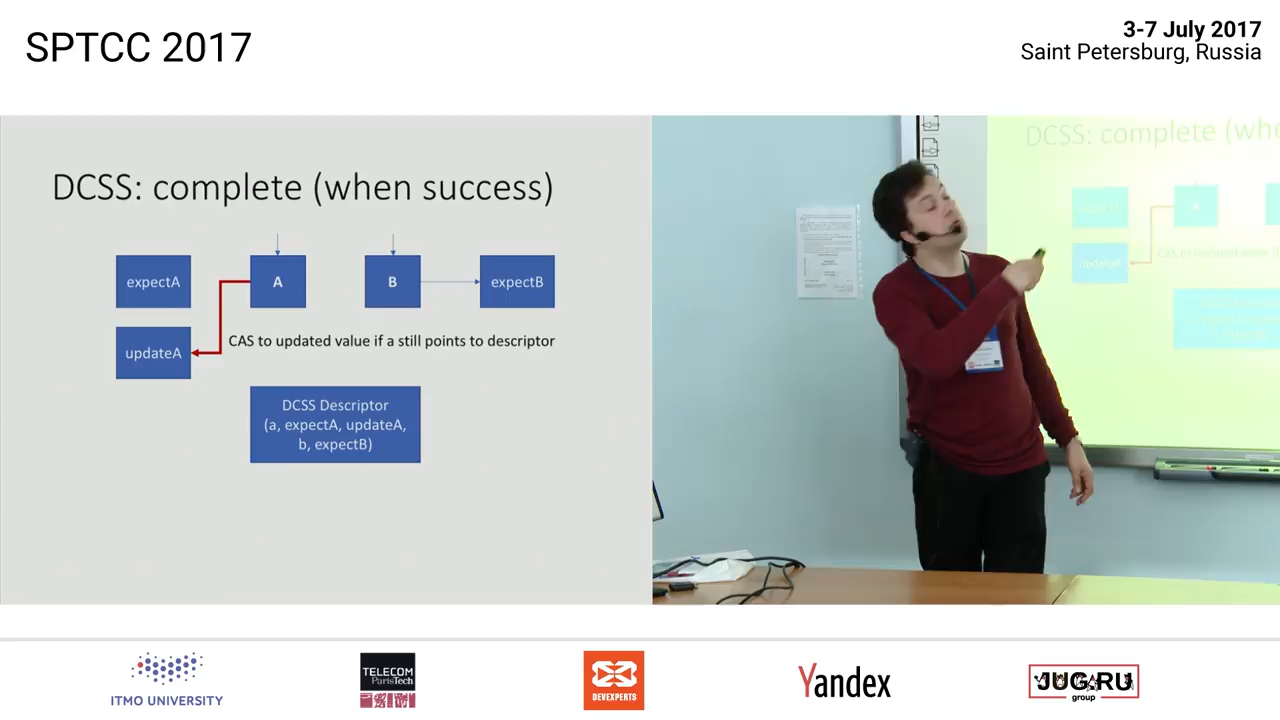 SPTCC 2017
3-7 July 2017
Saint Petersburg, Russia
DCSS: complete (when success)
expectA
A
B
expectB
updateA
CAS to updated value if a still points to descriptor
DCSS Descriptor
(a, expectA, updateA,
b, expectB)
DCSS: complete (whe
updateA
ITMO UNIVERSITY
TELECOM
ParisTech
DEVEXPERTS
Yandex
JUG.RU
group